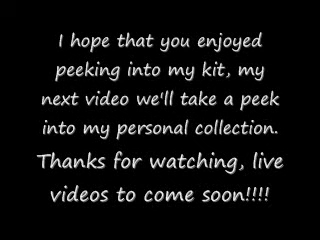 I hope that you enjoyed
peeking into my kit, my
next video we'll take a peek
into my personal collection.
Thanks for watching, live
videos to come soon!!!!